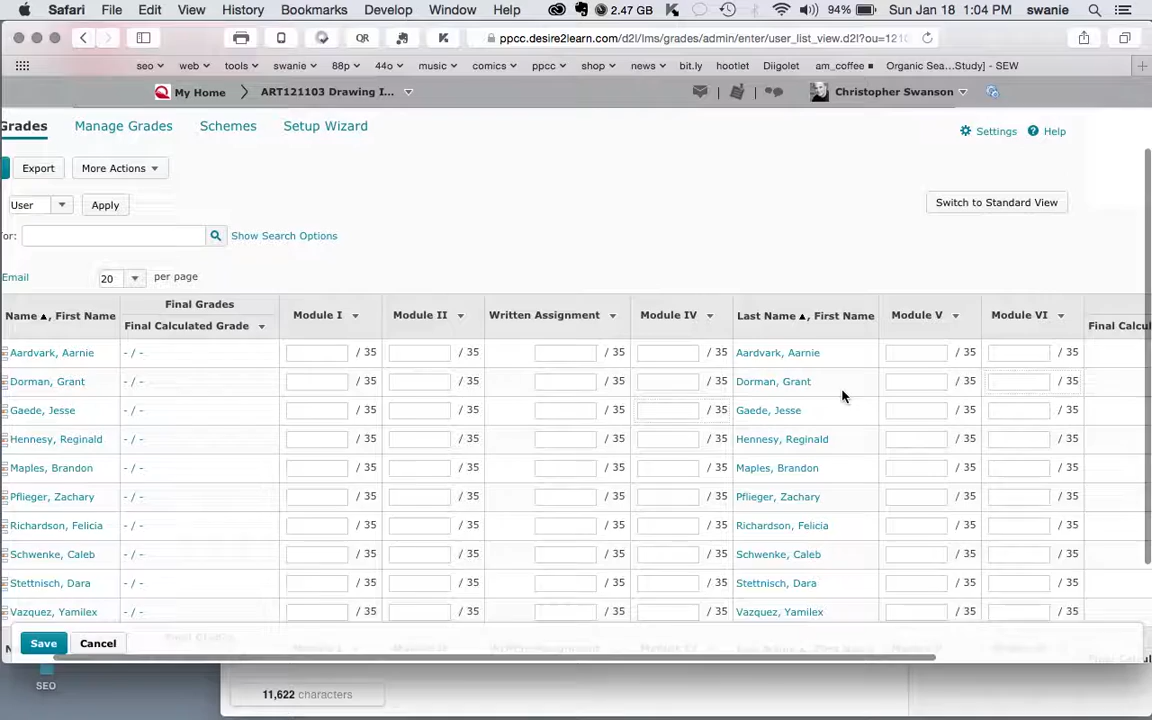 Safari File Edit View History Bookmarks Develop Window Help 2.47 GB 94% Sun Jan 18 1:04 PM swanie
QR ppcc.desire2learn.com/d2l/lms/grades/admin/enter/user_list_view.d2l?ou=1210
seo web tools swanie 88p 44o music comics ppcc shop news bit.ly hootlet Diigolet am_coffee Organic Sea...Study] - SEW
My Home ART121103 Drawing I... Christopher Swanson
Grades Manage Grades Schemes Setup Wizard Settings Help
Export More Actions
User Apply Switch to Standard View
or: Show Search Options
Email 20 per page
Final Grades
Name ▲, First Name Final Calculated Grade Module I Module II Written Assignment Module IV Last Name ▲, First Name Module V Module VI Final Calcu
Aardvark, Aarnie - / - / 35 / 35 / 35 / 35 Aardvark, Aarnie / 35 / 35
Dorman, Grant - / - / 35 / 35 / 35 / 35 Dorman, Grant / 35 / 35
Gaede, Jesse - / - / 35 / 35 / 35 / 35 Gaede, Jesse / 35 / 35
Hennesy, Reginald - / - / 35 / 35 / 35 / 35 Hennesy, Reginald / 35 / 35
Maples, Brandon - / - / 35 / 35 / 35 / 35 Maples, Brandon / 35 / 35
Pflieger, Zachary - / - / 35 / 35 / 35 / 35 Pflieger, Zachary / 35 / 35
Richardson, Felicia - / - / 35 / 35 / 35 / 35 Richardson, Felicia / 35 / 35
Schwenke, Caleb - / - / 35 / 35 / 35 / 35 Schwenke, Caleb / 35 / 35
Stettnisch, Dara - / - / 35 / 35 / 35 / 35 Stettnisch, Dara / 35 / 35
Vazquez, Yamilex - / - / 35 / 35 / 35 / 35 Vazquez, Yamilex / 35 / 35
Save Cancel
SEO
11,622 characters